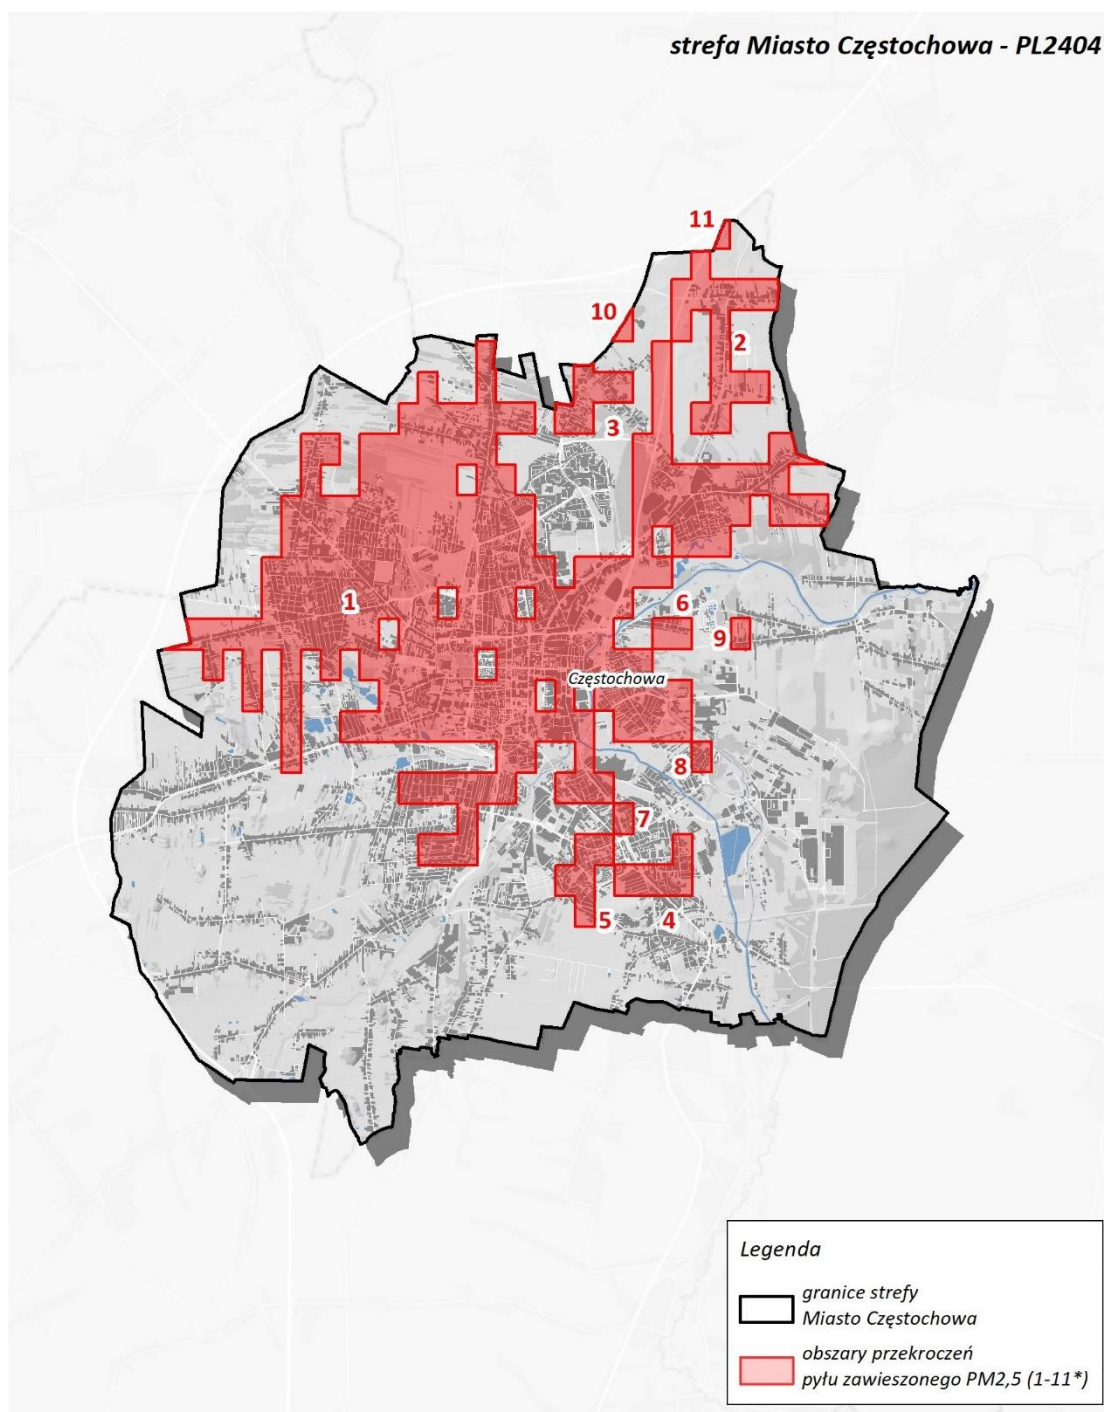 strefa Miasto Częstochowa - PL2404
11
10
2
3
1
6
9
Częstochowa
8
7
5
4
Legenda
granice strefy
Miasto Częstochowa
obszary przekroczeń
pyłu zawieszonego PM2,5 (1-11*)